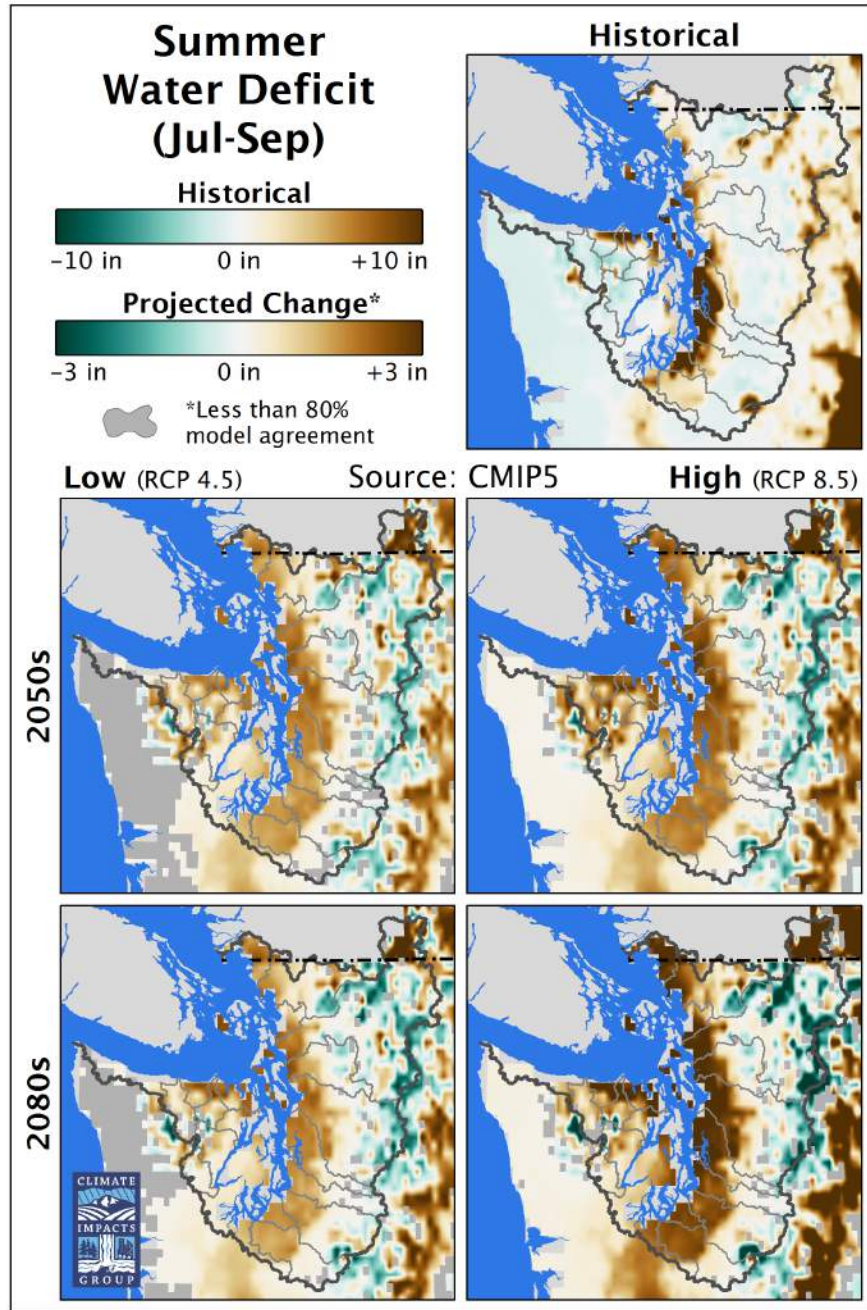 Summer
Water Deficit
(Jul-Sep)
Historical
−10 in 0 in +10 in
Projected Change*
−3 in 0 in +3 in
*Less than 80%
model agreement
Historical
Low (RCP 4.5) Source: CMIP5 High (RCP 8.5)
2050s
2080s
CLIMATE
IMPACTS
GROUP